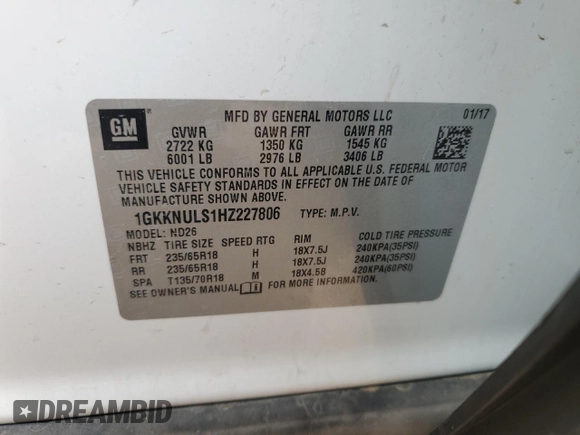 GM
MFD BY GENERAL MOTORS LLC 01/17
GVWR GAWR FRT GAWR RR
2722 KG 1350 KG 1545 KG
6001 LB 2976 LB 3406 LB
THIS VEHICLE CONFORMS TO ALL APPLICABLE U.S. FEDERAL MOTOR
VEHICLE SAFETY STANDARDS IN EFFECT ON THE DATE OF
MANUFACTURE SHOWN ABOVE.
1GKKNULS1HZ227806 TYPE: M.P.V.
MODEL: ND26
NBHZ TIRE SIZE SPEED RTG RIM COLD TIRE PRESSURE
FRT 235/65R18 H 18X7.5J 240KPA(35PSI)
RR 235/65R18 H 18X7.5J 240KPA(35PSI)
SPA T135/70R18 M 18X4.5B 420KPA(60PSI)
SEE OWNER'S MANUAL FOR MORE INFORMATION.
DREAMBID